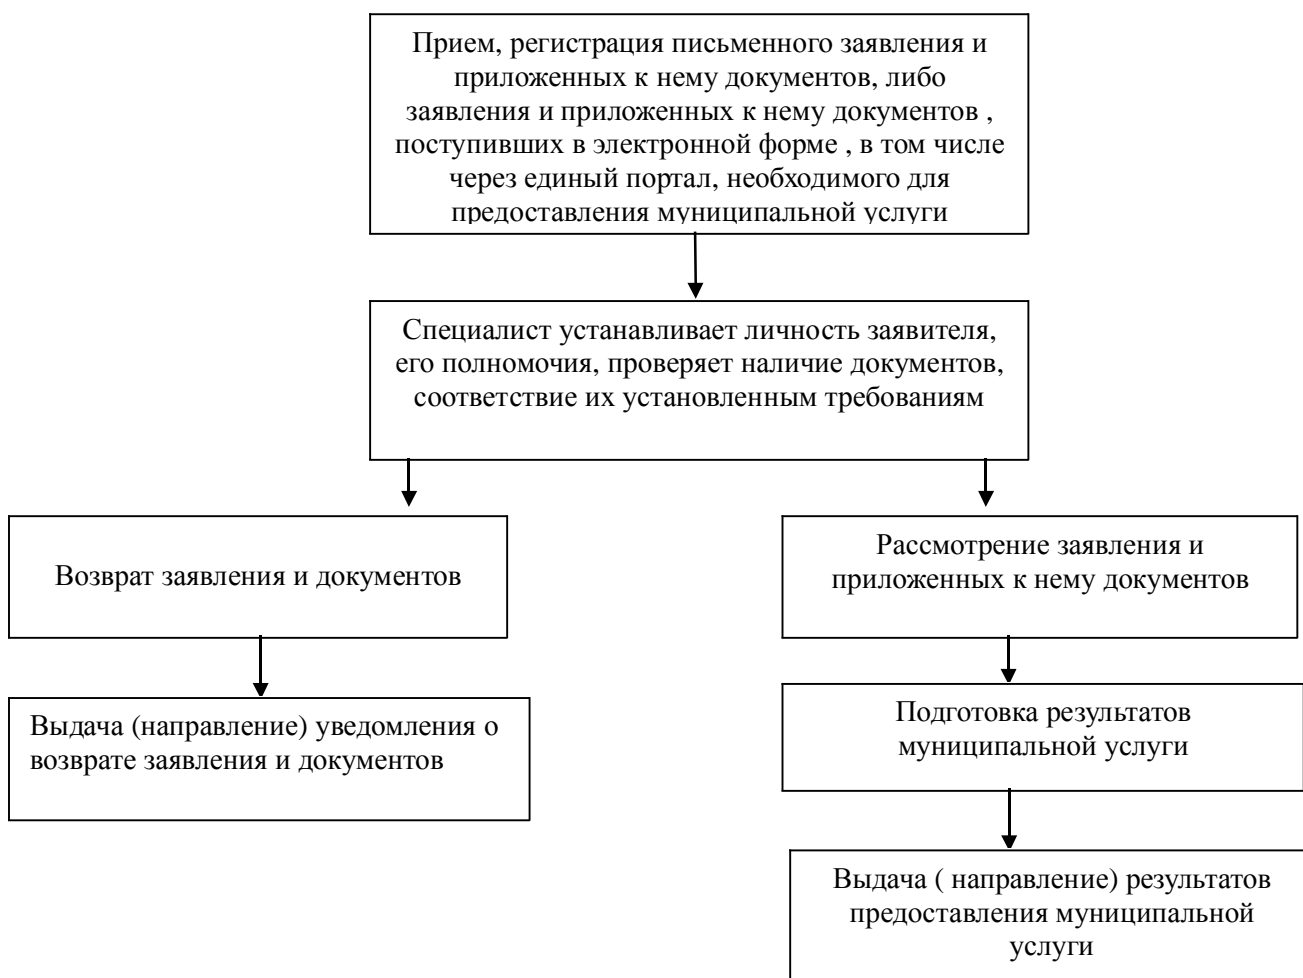 Прием, регистрация письменного заявления и
приложенных к нему документов, либо
заявления и приложенных к нему документов ,
поступивших в электронной форме , в том числе
через единый портал, необходимого для
предоставления муниципальной услуги
Специалист устанавливает личность заявителя,
его полномочия, проверяет наличие документов,
соответствие их установленным требованиям
Возврат заявления и документов
Выдача (направление) уведомления о
возврате заявления и документов
Рассмотрение заявления и
приложенных к нему документов
Подготовка результатов
муниципальной услуги
Выдача ( направление) результатов
предоставления муниципальной
услуги